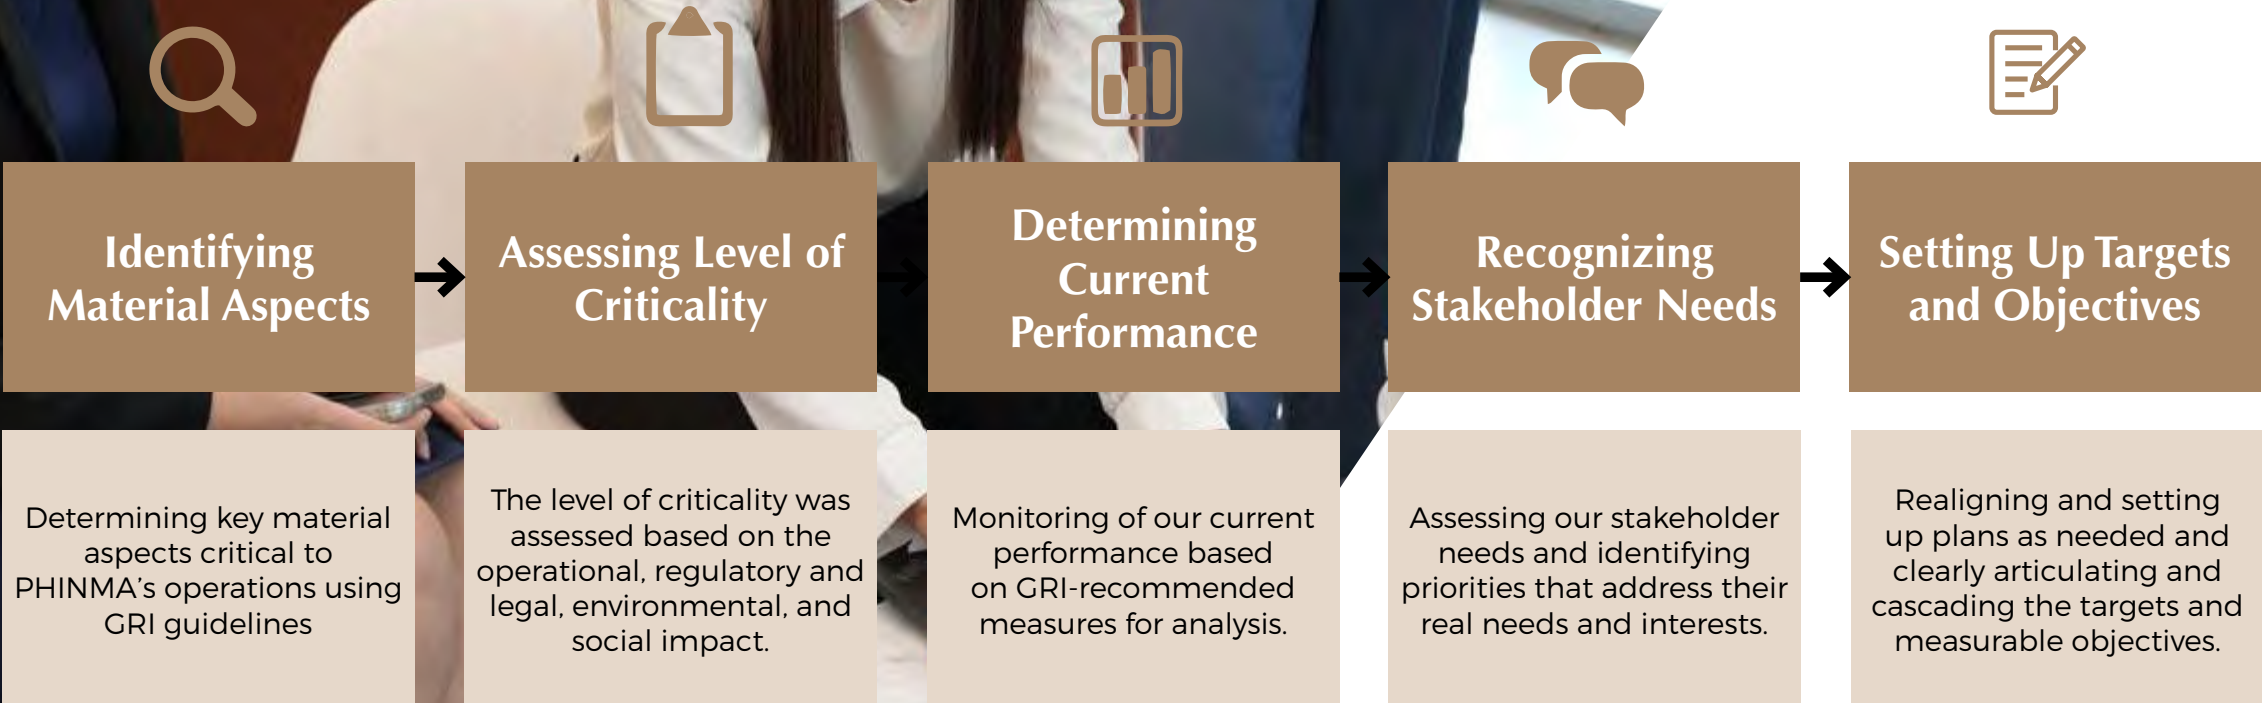 Identifying
Material Aspects
Assessing Level of
Criticality
Determining
Current
Performance
Recognizing
Stakeholder Needs
Setting Up Targets
and Objectives
Determining key material
aspects critical to
PHINMA's operations using
GRI guidelines
The level of criticality was
assessed based on the
operational, regulatory and
legal, environmental, and
social impact.
Monitoring of our current
performance based
on GRI-recommended
measures for analysis.
Assessing our stakeholder
needs and identifying
priorities that address their
real needs and interests.
Realigning and setting
up plans as needed and
clearly articulating and
cascading the targets and
measurable objectives.